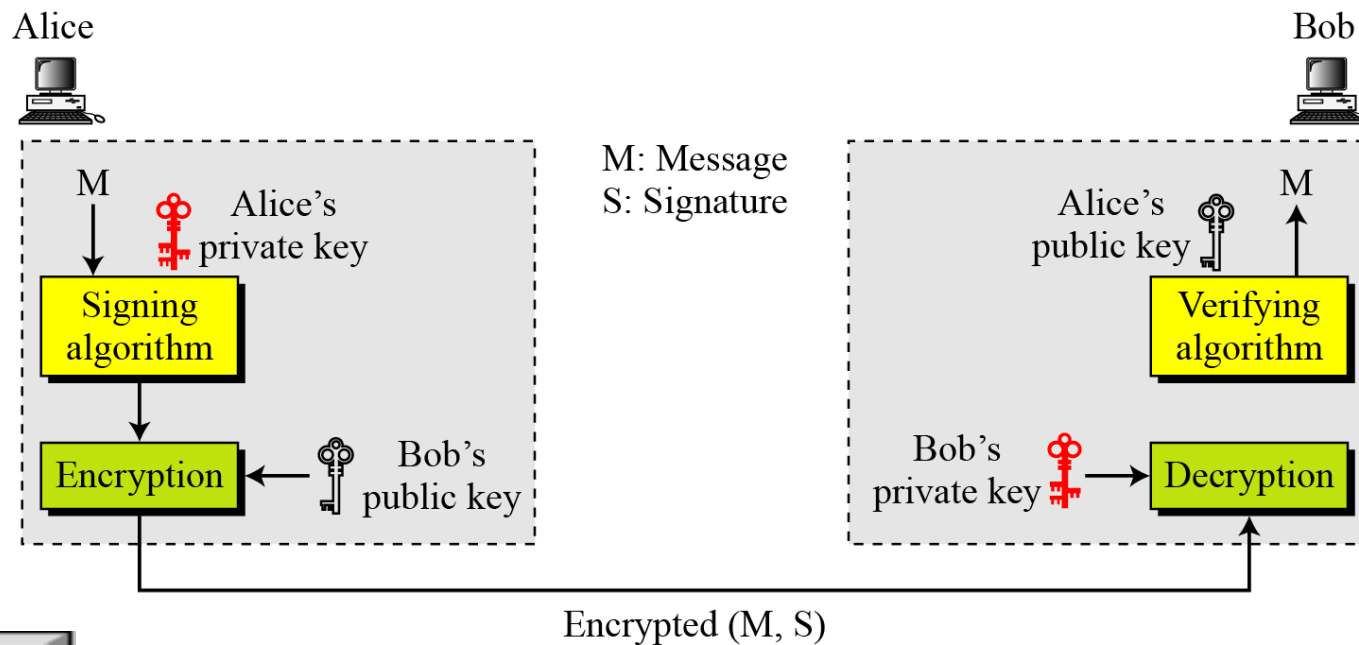 Alice
Bob
M: Message
S: Signature
M
Alice’s
private key
Signing
algorithm
Encryption
Bob’s
public key
Alice’s
public key
M
Verifying
algorithm
Bob’s
private key
Decryption
Encrypted (M, S)